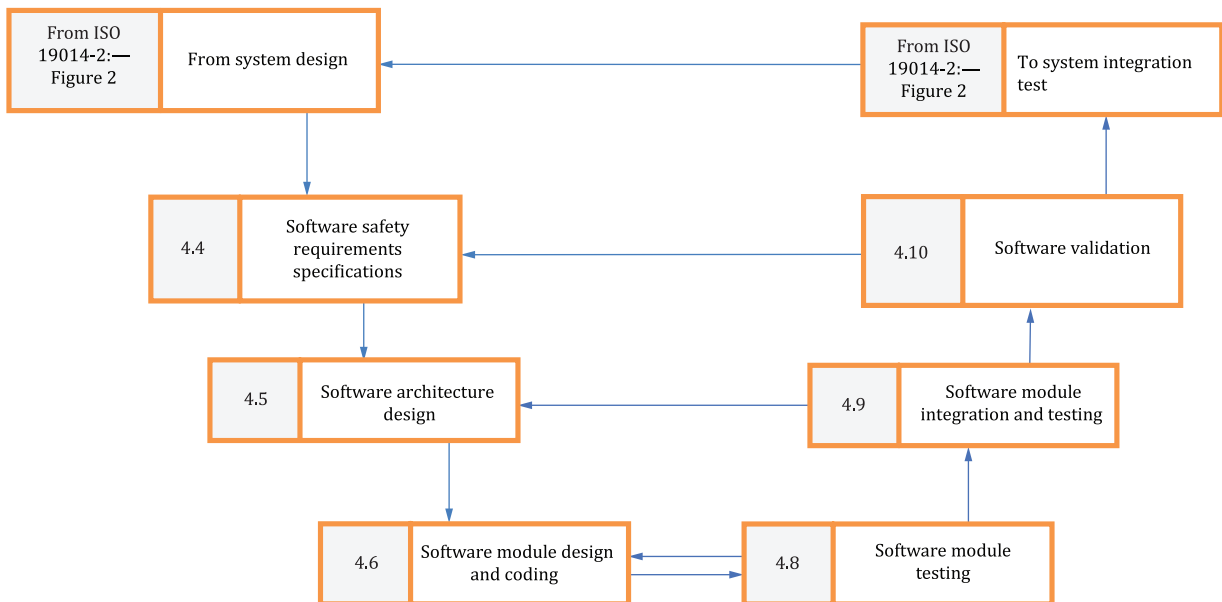 From ISO
19014-2:—
Figure 2
From system design
From ISO
19014-2:—
Figure 2
To system integration
test
4.4
Software safety
requirements
specifications
4.10
Software validation
4.5
Software architecture
design
4.9
Software module
integration and testing
4.6
Software module design
and coding
4.8
Software module
testing